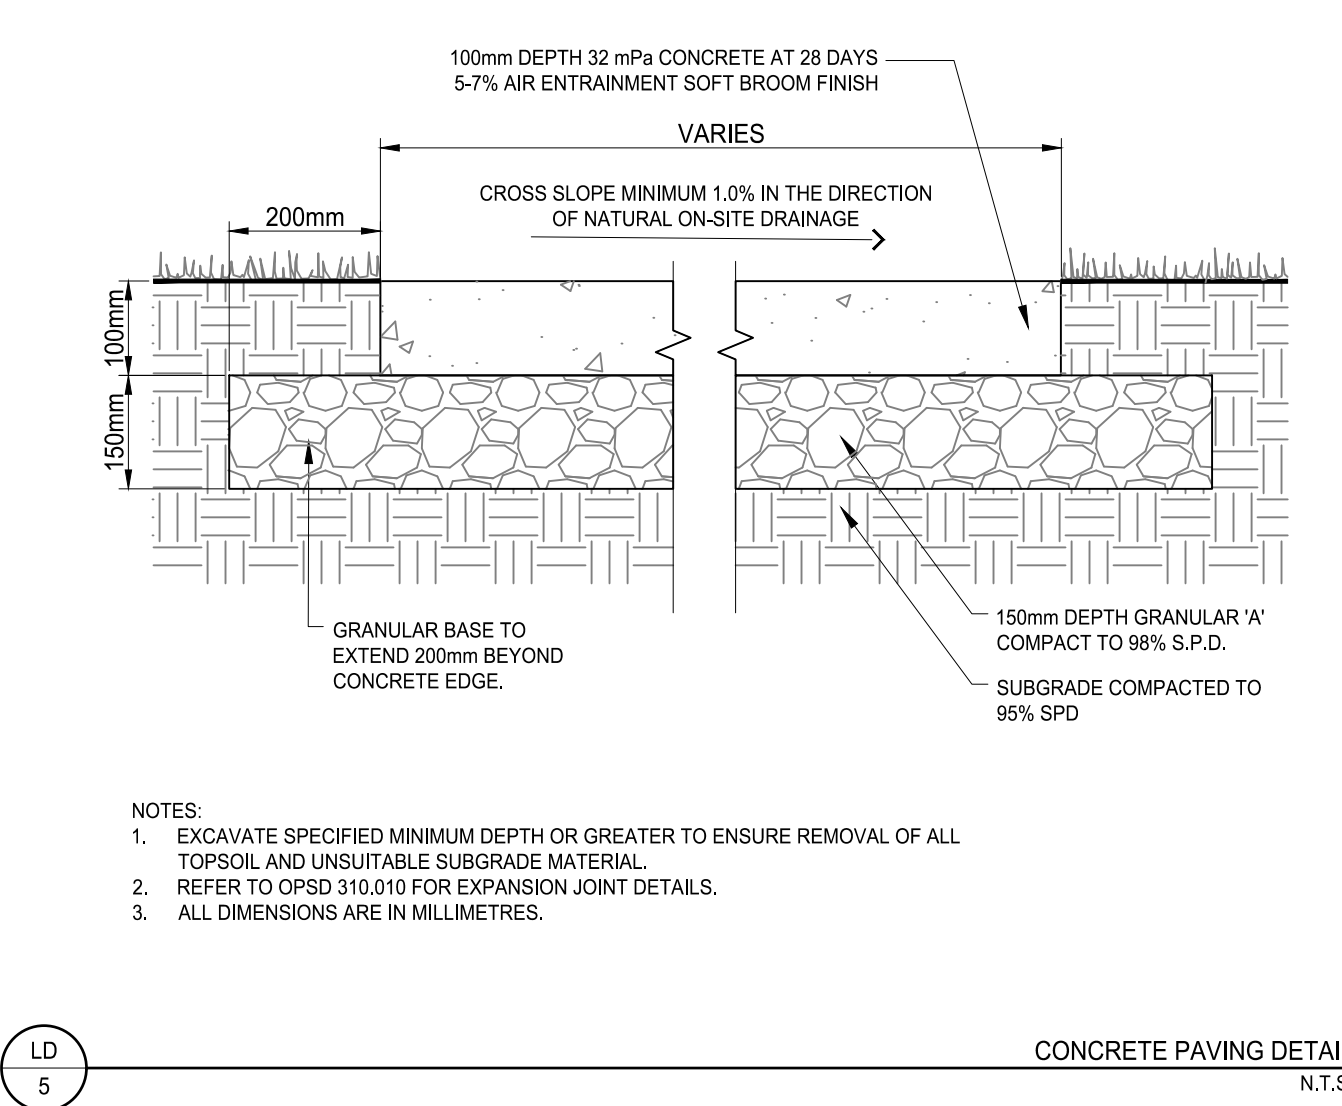 100mm DEPTH 32 mPa CONCRETE AT 28 DAYS
5-7% AIR ENTRAINMENT SOFT BROOM FINISH
VARIES
CROSS SLOPE MINIMUM 1.0% IN THE DIRECTION
OF NATURAL ON-SITE DRAINAGE
200mm
100mm
150mm
GRANULAR BASE TO
EXTEND 200mm BEYOND
CONCRETE EDGE.
150mm DEPTH GRANULAR 'A'
COMPACT TO 98% S.P.D.
SUBGRADE COMPACTED TO
95% SPD
NOTES:
1. EXCAVATE SPECIFIED MINIMUM DEPTH OR GREATER TO ENSURE REMOVAL OF ALL
TOPSOIL AND UNSUITABLE SUBGRADE MATERIAL.
2. REFER TO OPSD 310.010 FOR EXPANSION JOINT DETAILS.
3. ALL DIMENSIONS ARE IN MILLIMETRES.
LD
5
CONCRETE PAVING DETAI
N.T.S